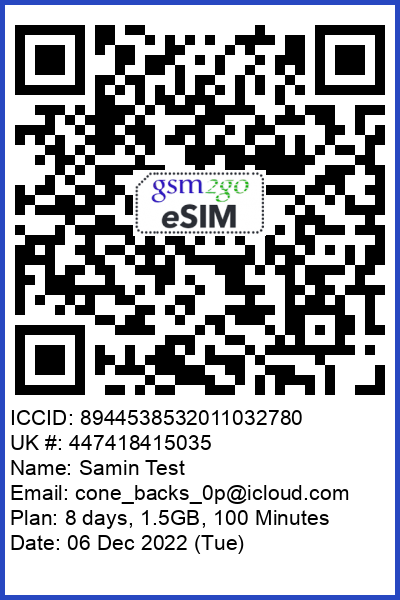 gsm2go
eSIM
ICCID: 8944538532011032780
UK #: 447418415035
Name: Samin Test
Email: cone_backs_0p@icloud.com
Plan: 8 days, 1.5GB, 100 Minutes
Date: 06 Dec 2022 (Tue)